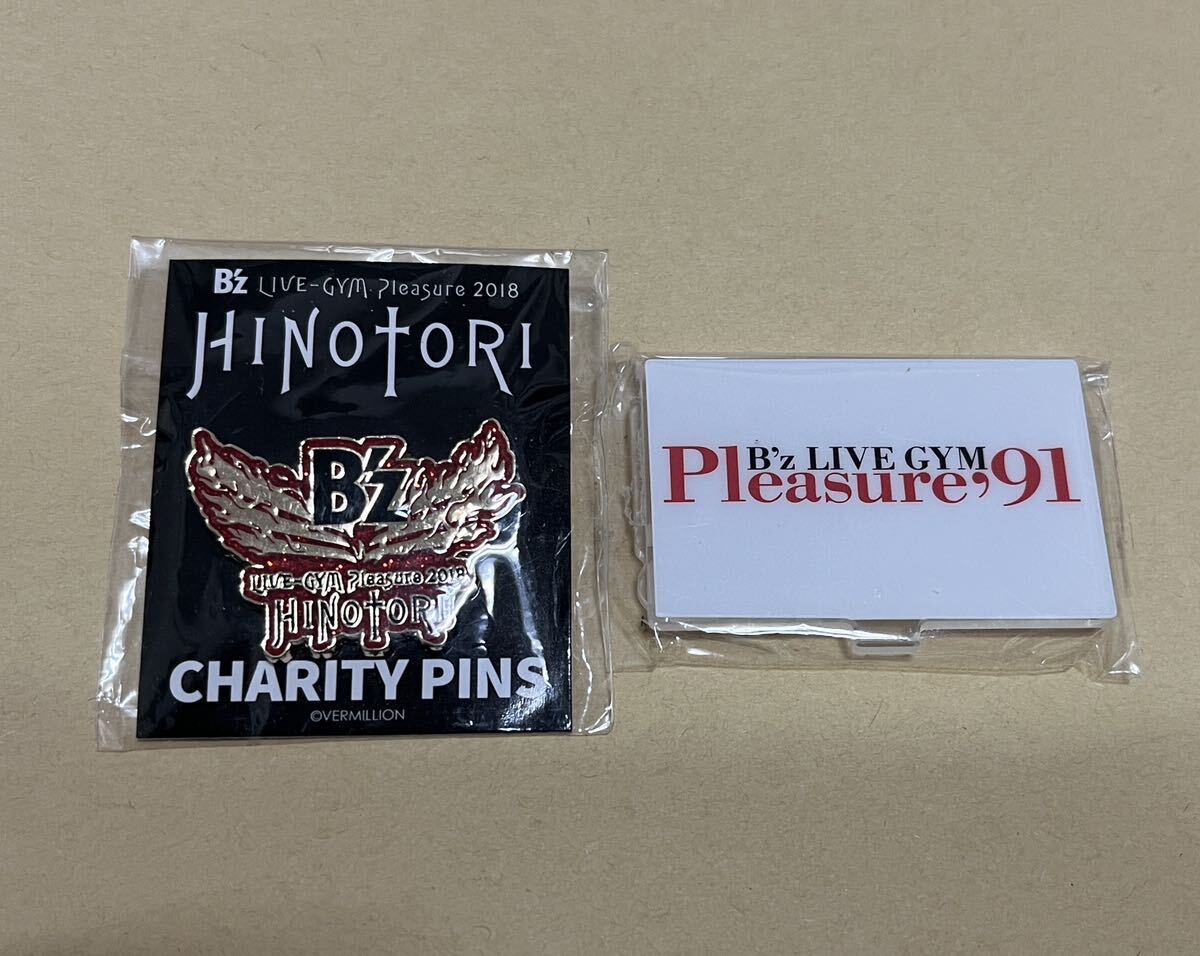 B'z LIVE-GYM Pleasure 2018
HINOTORI
B'z
LIVE-GYM Pleasure 2018
HINOTORI
CHARITY PINS
©VERMILLION
B'z LIVE GYM
Pleasure'91